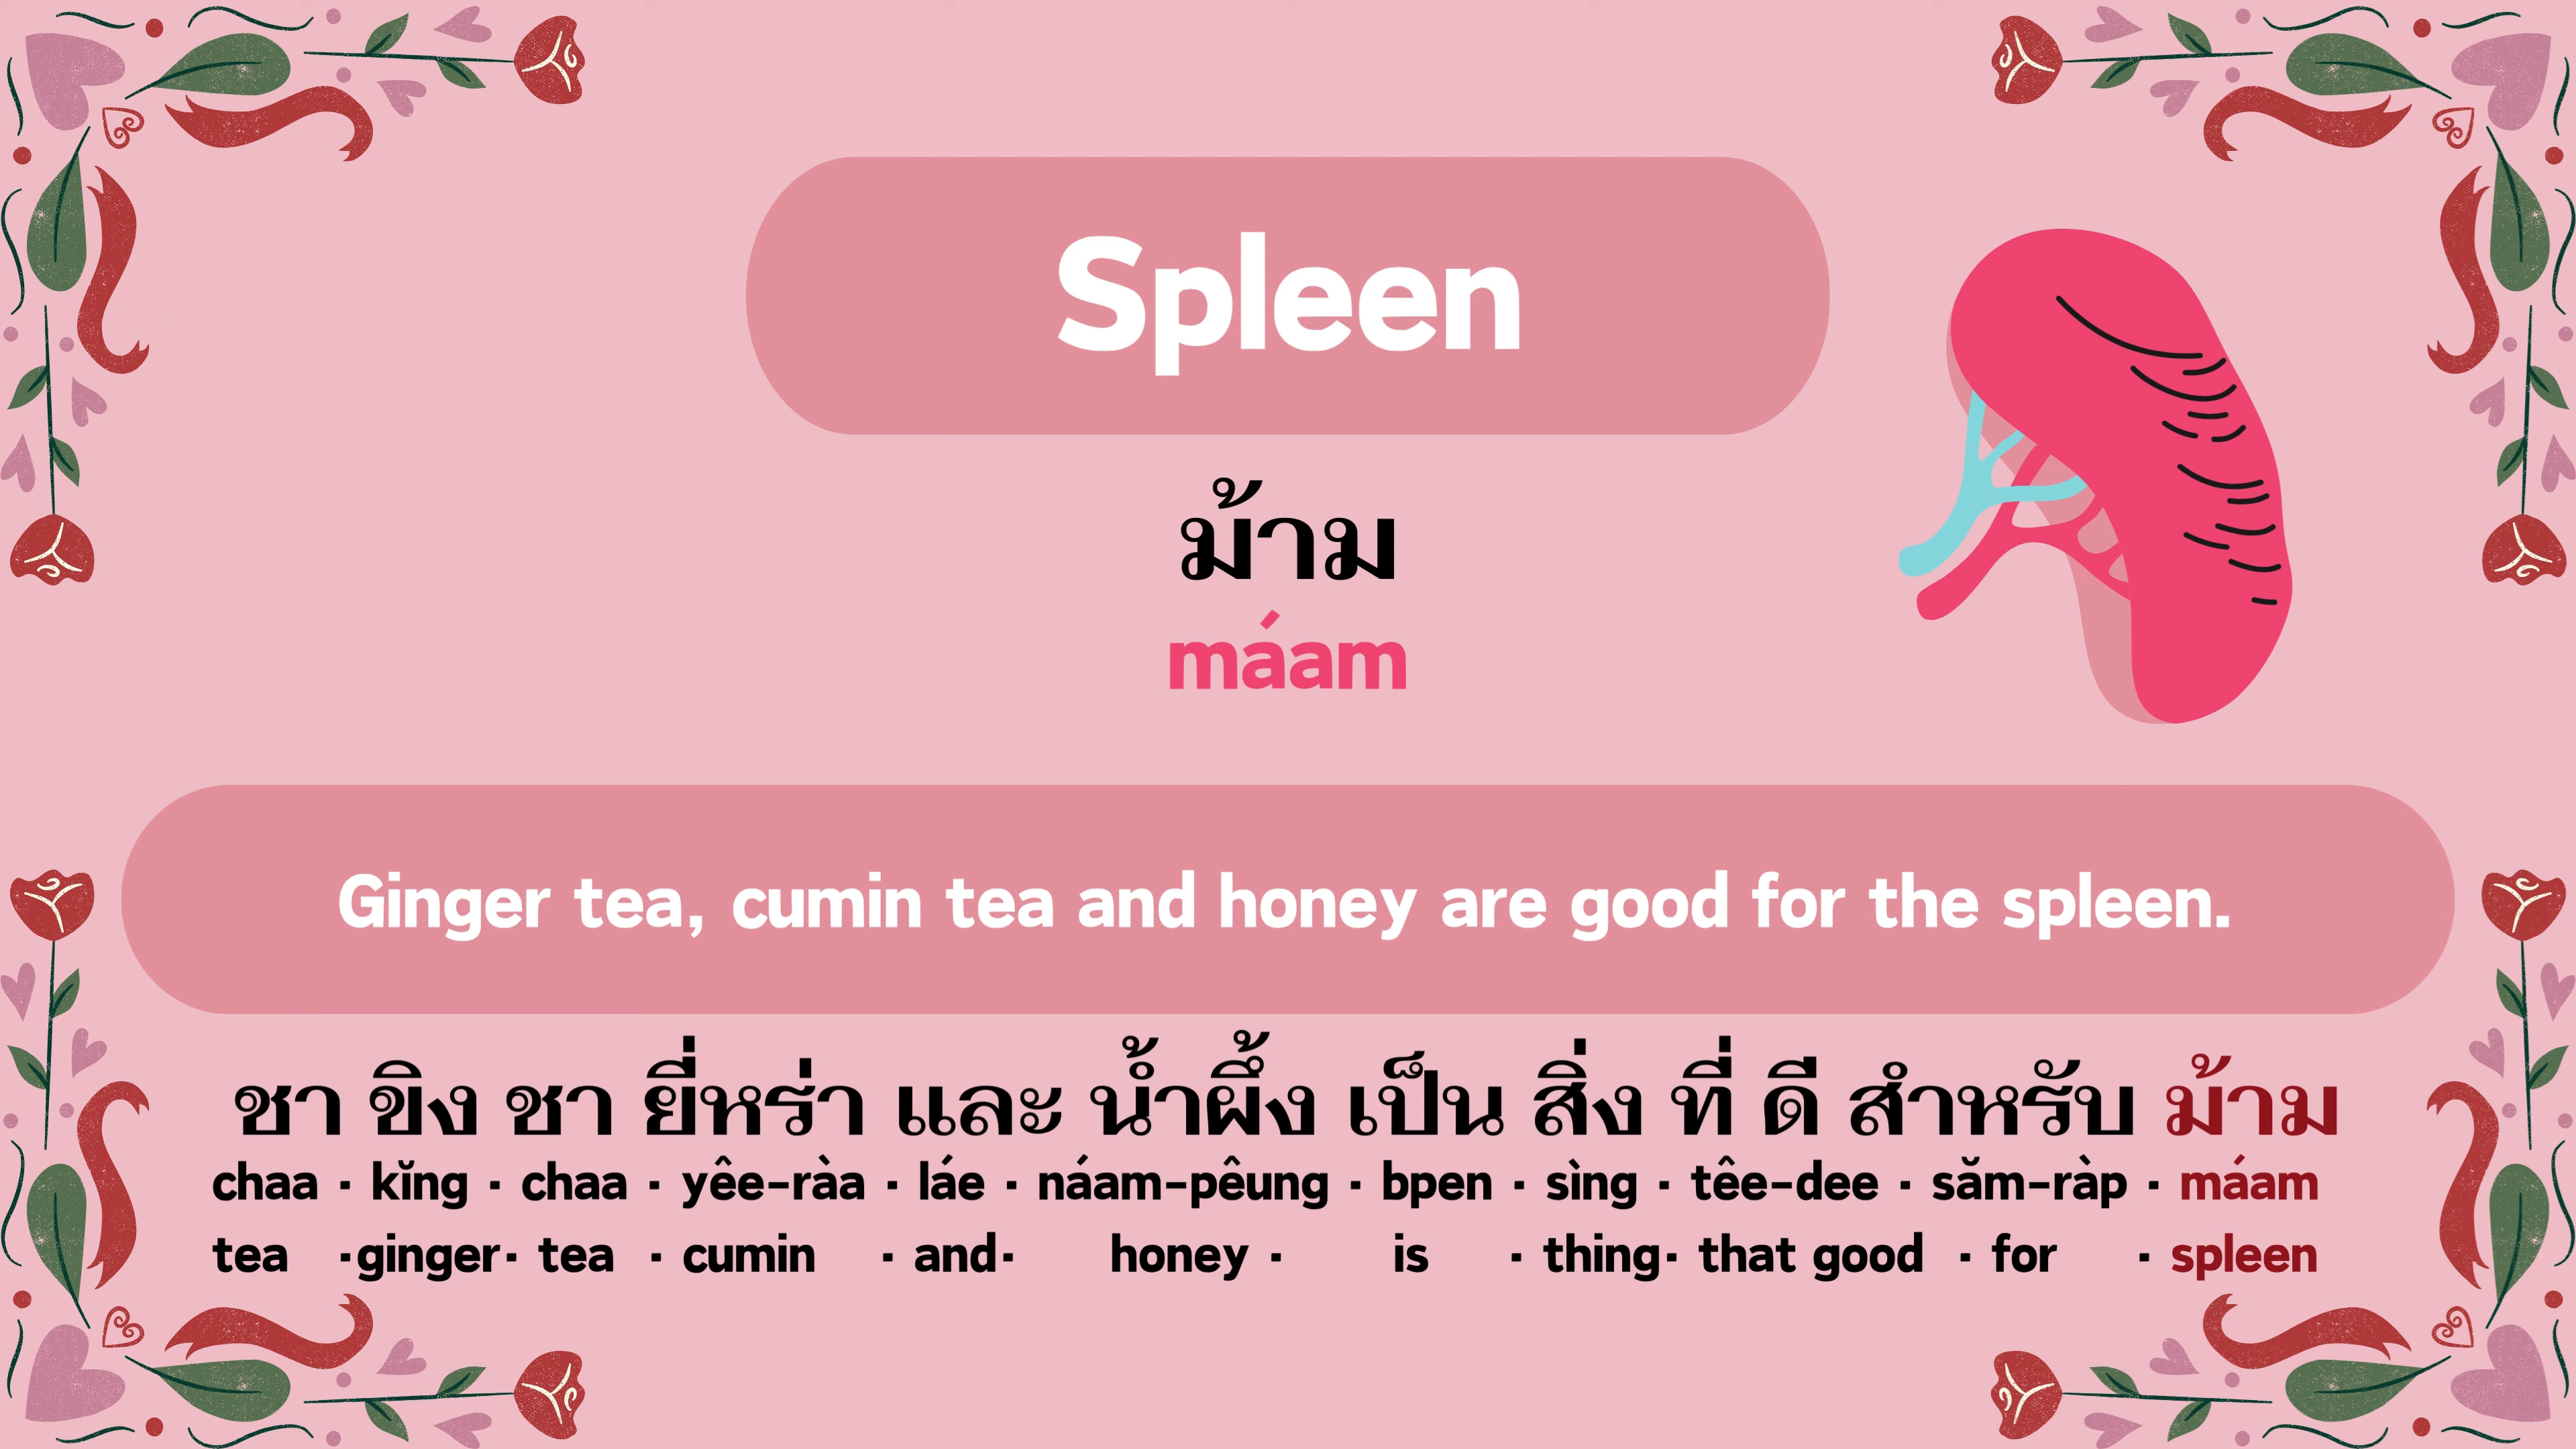 Spleen
ม้าม
máam
Ginger tea, cumin tea and honey are good for the spleen.
ชา ขิง ชา ยี่หร่า และ น้ำผึ้ง เป็น สิ่ง ที่ ดี สำหรับ ม้าม
chaa · kĭng · chaa · yêe-ràa · láe · náam-pêung · bpen · sìng · têe-dee · săm-ràp · máam
tea · ginger · tea · cumin · and · honey · is · thing · that good · for · spleen